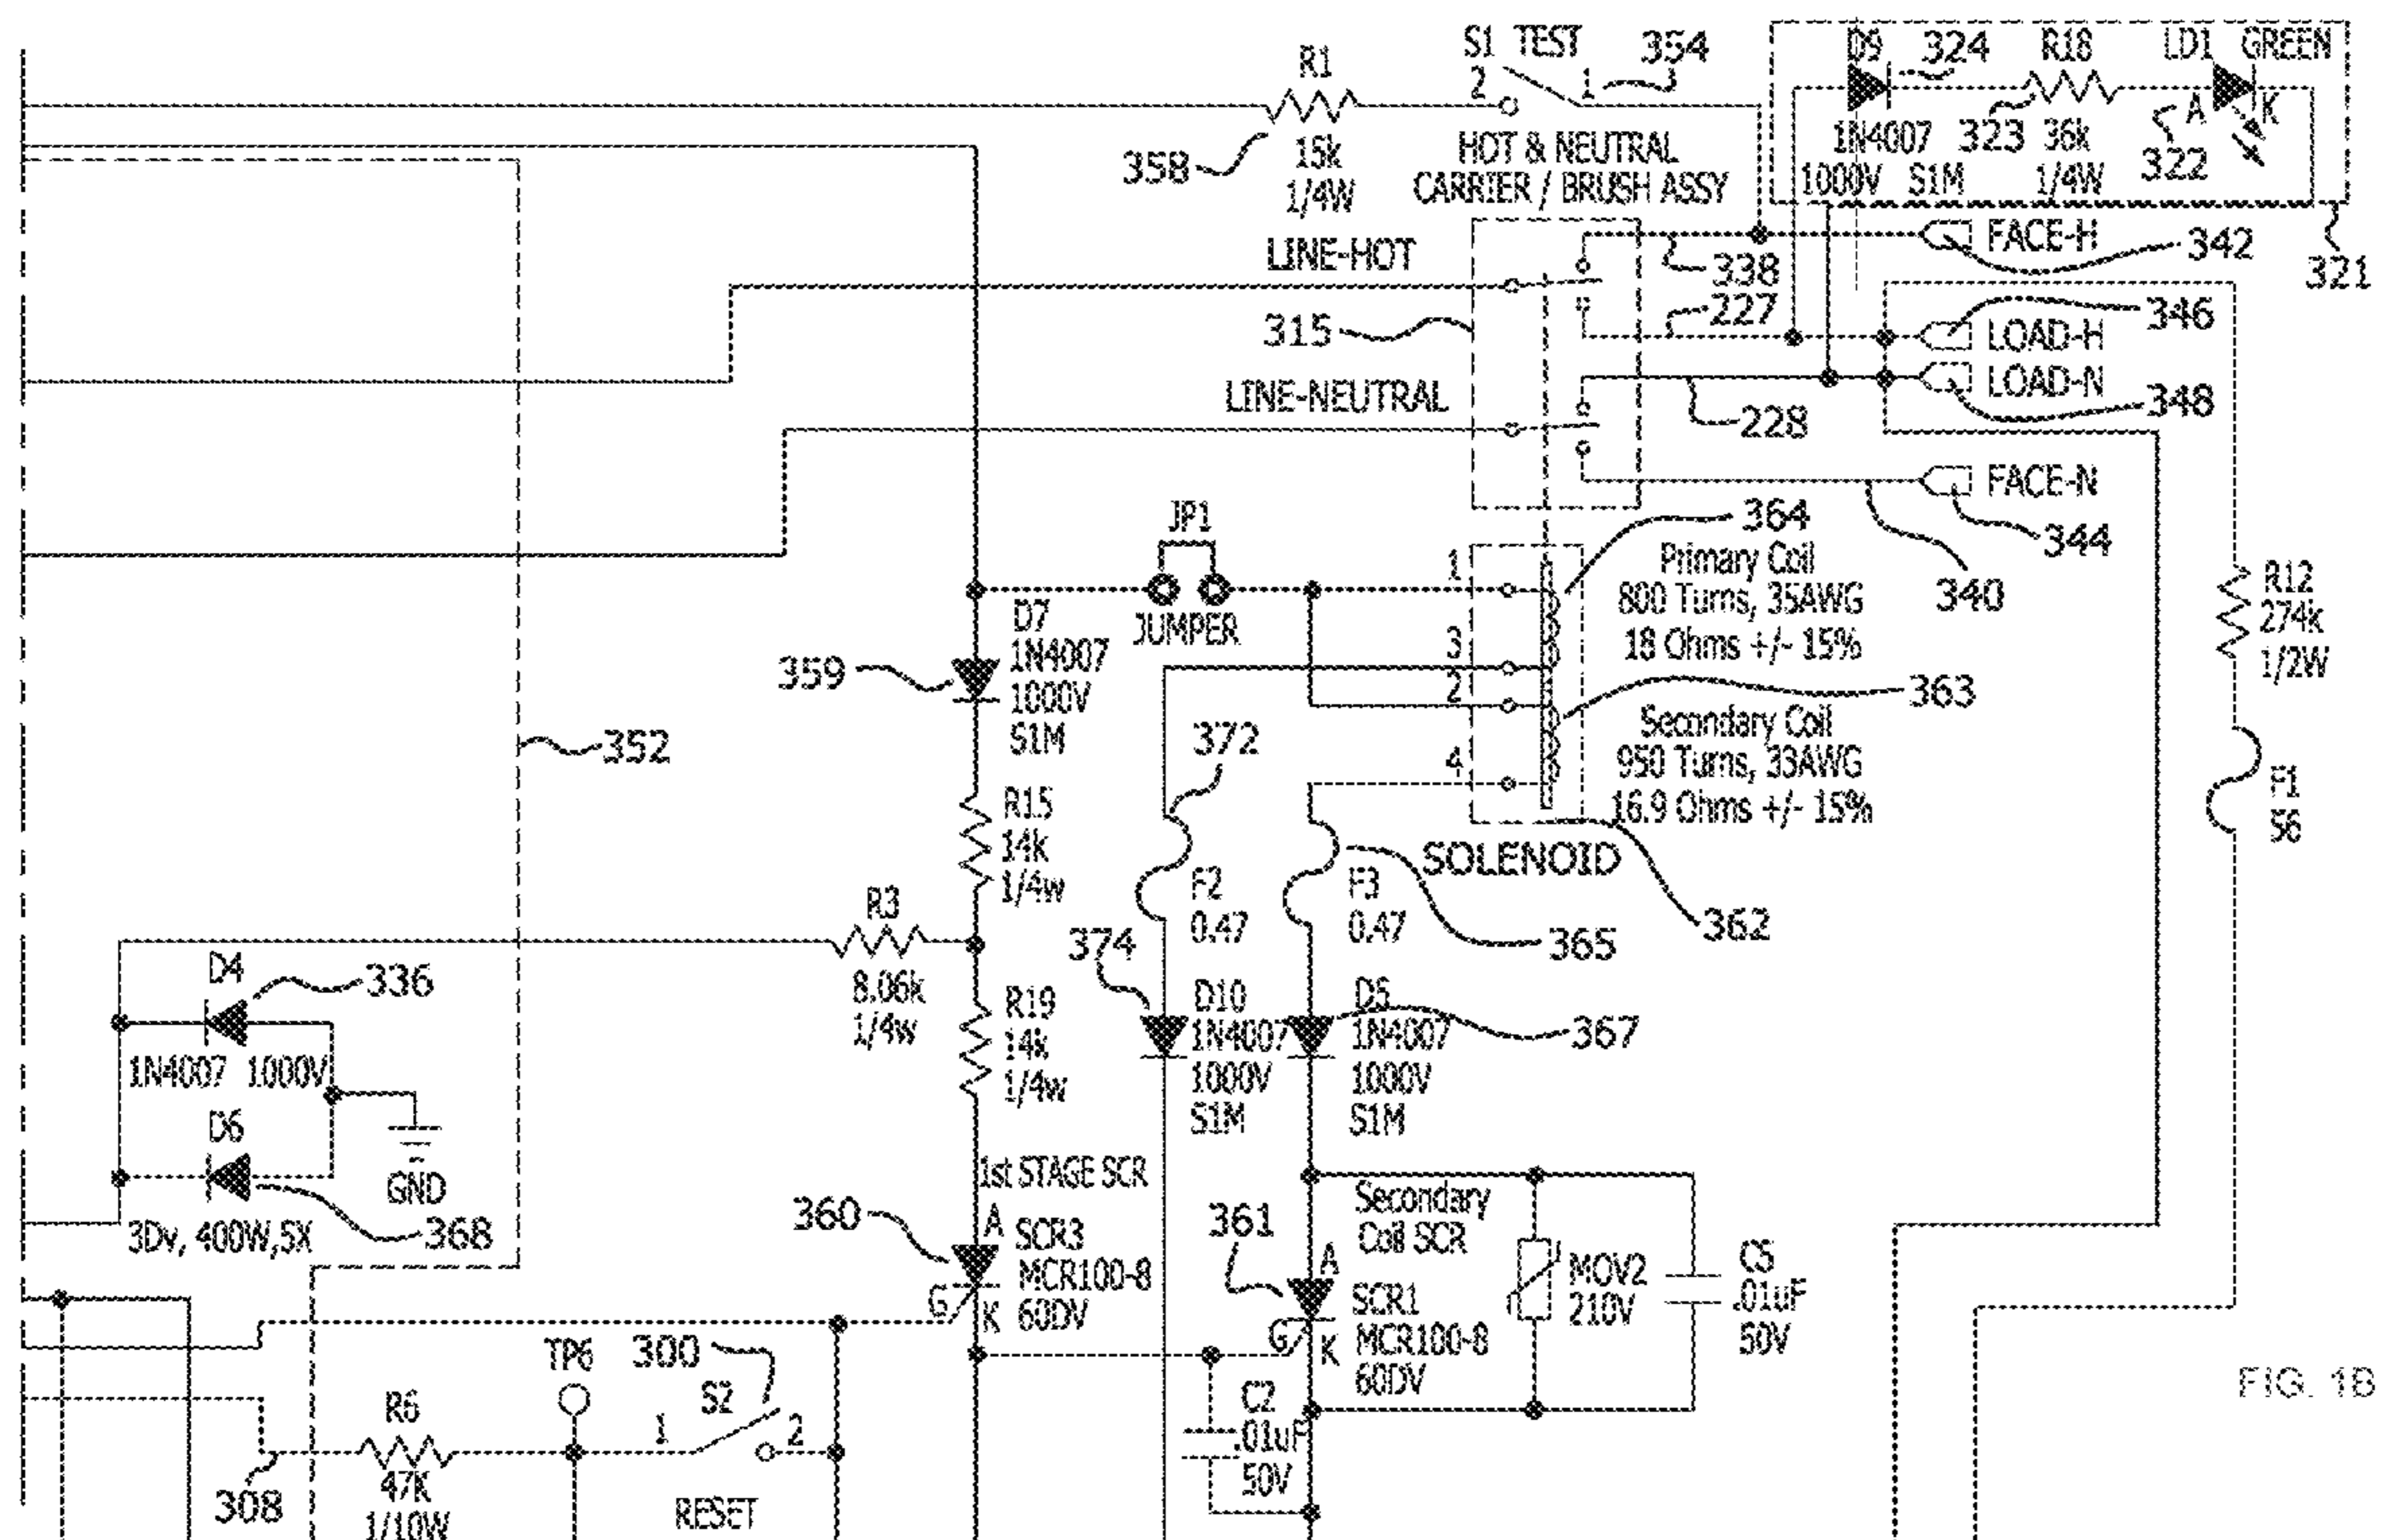 S1 TEST
354
2
1
R1
15k
1/4W
358
HOT & NEUTRAL
CARRIER / BRUSH ASSY
D9
324
R18
LD1 GREEN
A
K
1N4007
323
36k
322
1000V
S1M
1/4W
321
LINE-HOT
315
338
227
FACE-H
342
LOAD-H
346
LOAD-N
348
LINE-NEUTRAL
228
FACE-N
344
340
JP1
JUMPER
1
3
2
4
364
Primary Coil
800 Turns, 35AWG
18 Ohms +/- 15%
363
Secondary Coil
950 Turns, 33AWG
16.9 Ohms +/- 15%
SOLENOID
362
R12
274k
1/2W
F1
56
359
D7
1N4007
1000V
S1M
352
372
R15
14k
1/4w
F2
0.47
F3
0.47
365
R3
8.06k
1/4w
374
D4
336
1N4007 1000V
R19
14k
1/4w
D10
1N4007
1000V
S1M
D5
1N4007
1000V
S1M
367
D6
GND
3Dv, 400W,5X
368
1st STAGE SCR
360
A
SCR3
MCR100-8
60DV
G
K
361
Secondary
Coil SCR
A
SCR1
MCR100-8
60DV
G
K
MOV2
210V
C5
.01uF
50V
TP6
300
S2
1
2
R6
47K
1/10W
308
RESET
C2
.01uF
50V
FIG. 1B